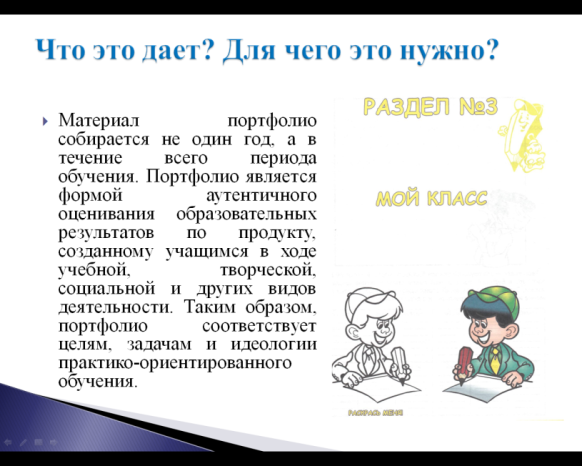 Что это дает? Для чего это нужно?
Материал портфолио
собирается не один год, а в
течение всего периода
обучения. Портфолио является
формой аутентичного
оценивания образовательных
результатов по продукту,
созданному учащимся в ходе
учебной, творческой,
социальной и других видов
деятельности. Таким образом,
портфолио соответствует
целям, задачам и идеологии
практико-ориентированного
обучения.
РАЗДЕЛ №3
МОЙ КЛАСС
РАСКРАСЬ МЕНЯ!